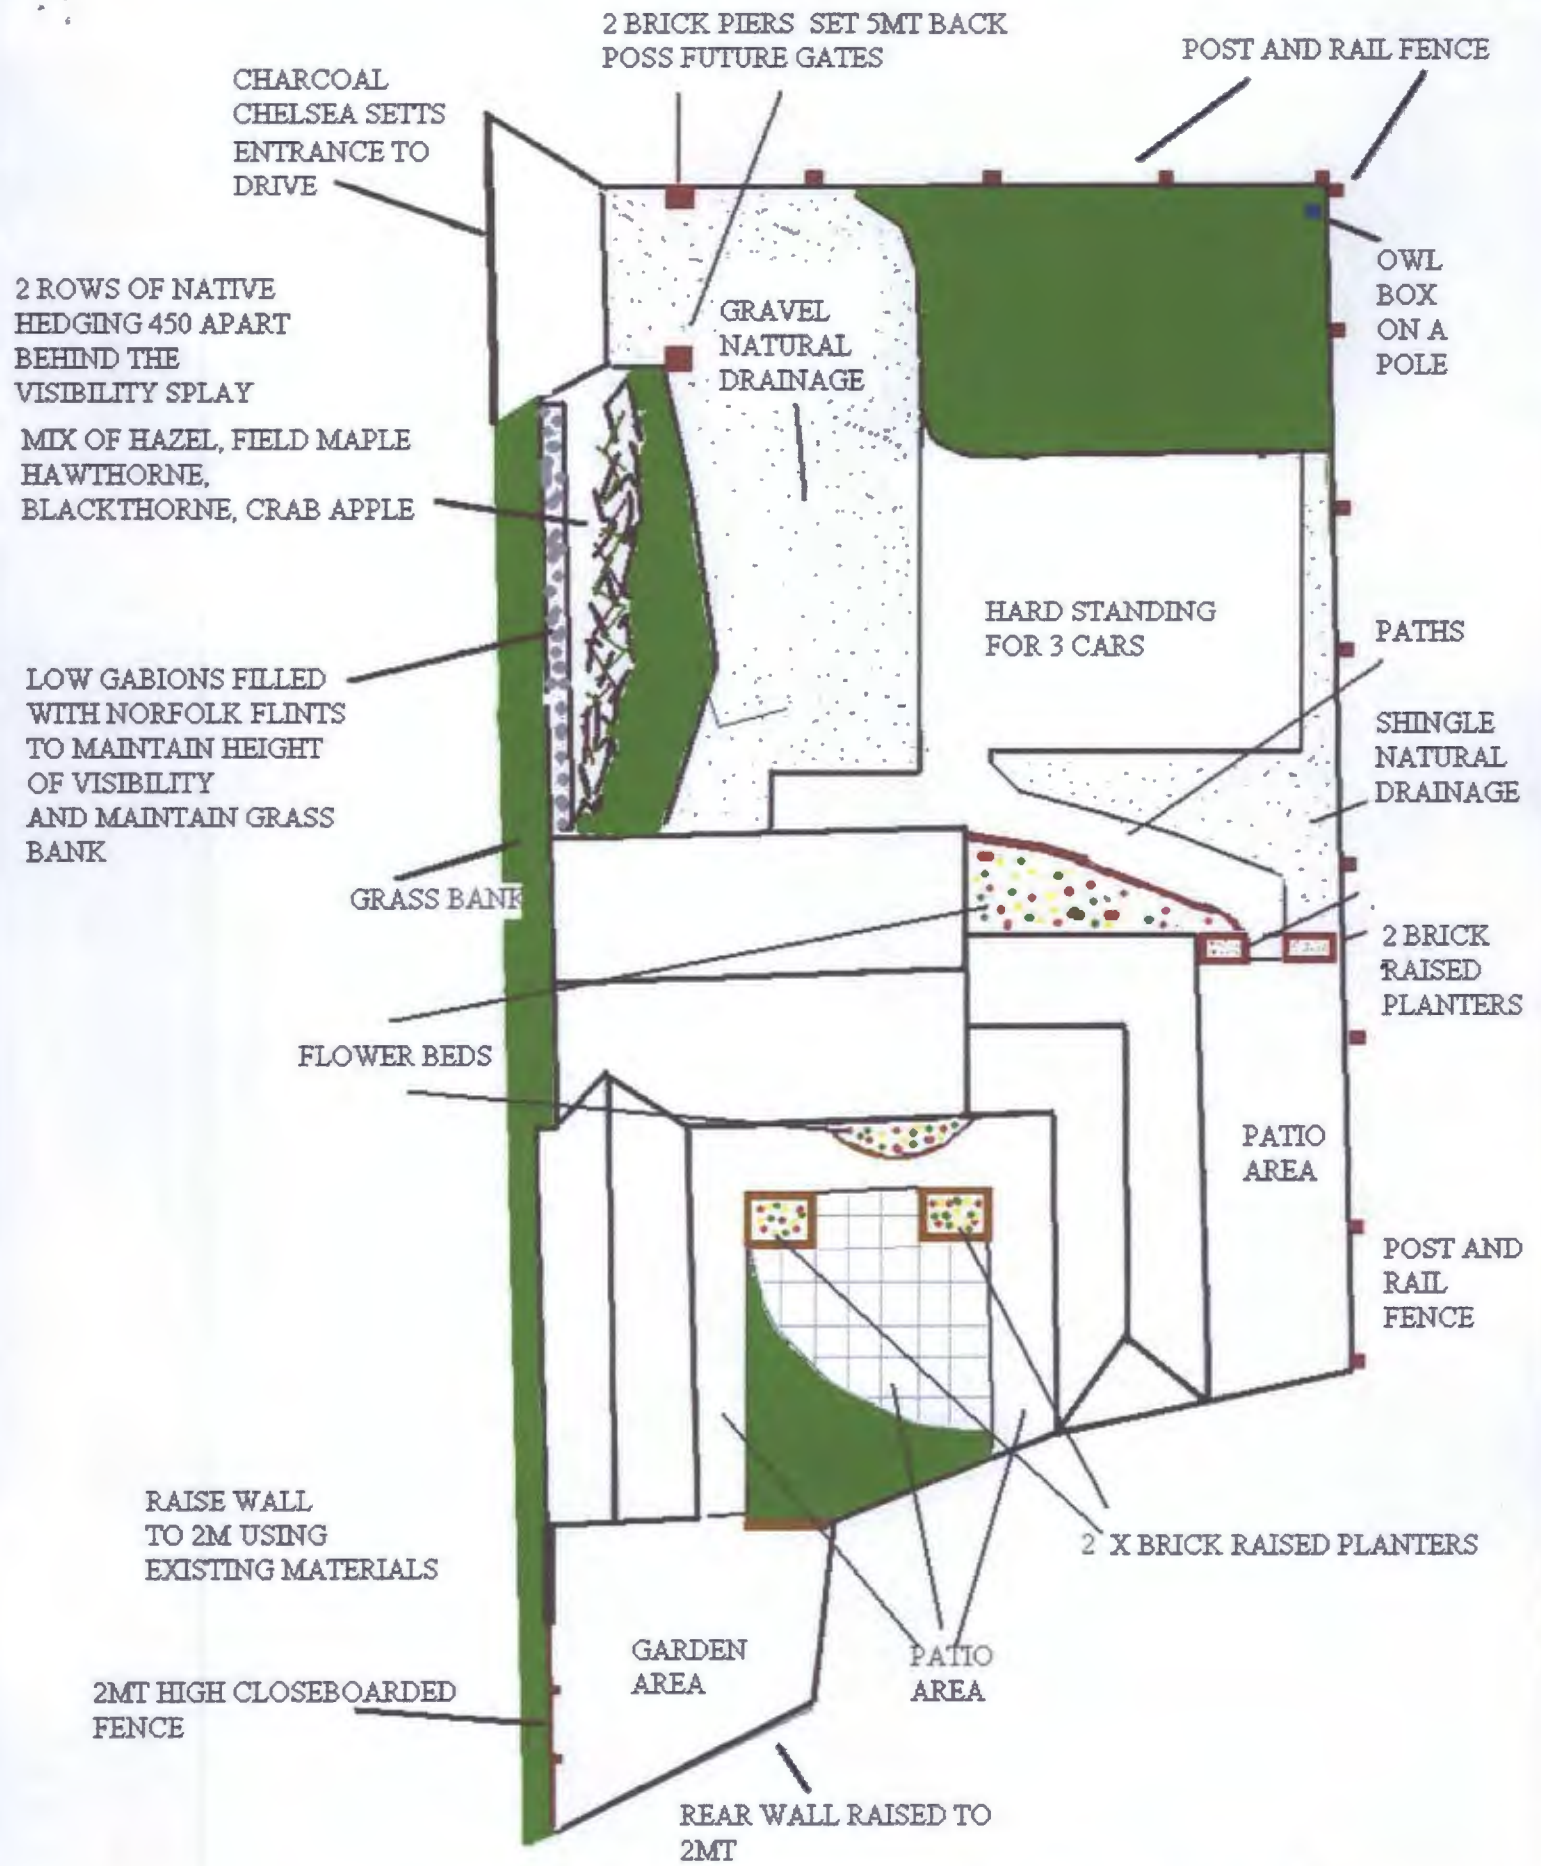 2 BRICK PIERS SET 5MT BACK
POSS FUTURE GATES
POST AND RAIL FENCE
CHARCOAL
CHELSEA SETTS
ENTRANCE TO
DRIVE
OWL
BOX
ON A
POLE
2 ROWS OF NATIVE
HEDGING 450 APART
BEHIND THE
VISIBILITY SPLAY
GRAVEL
NATURAL
DRAINAGE
MIX OF HAZEL, FIELD MAPLE
HAWTHORNE,
BLACKTHORNE, CRAB APPLE
HARD STANDING
FOR 3 CARS
PATHS
LOW GABIONS FILLED
WITH NORFOLK FLINTS
TO MAINTAIN HEIGHT
OF VISIBILITY
AND MAINTAIN GRASS
BANK
SHINGLE
NATURAL
DRAINAGE
GRASS BANK
2 BRICK
RAISED
PLANTERS
FLOWER BEDS
PATIO
AREA
POST AND
RAIL
FENCE
RAISE WALL
TO 2M USING
EXISTING MATERIALS
2 X BRICK RAISED PLANTERS
GARDEN
AREA
PATIO
AREA
2MT HIGH CLOSEBOARDED
FENCE
REAR WALL RAISED TO
2MT